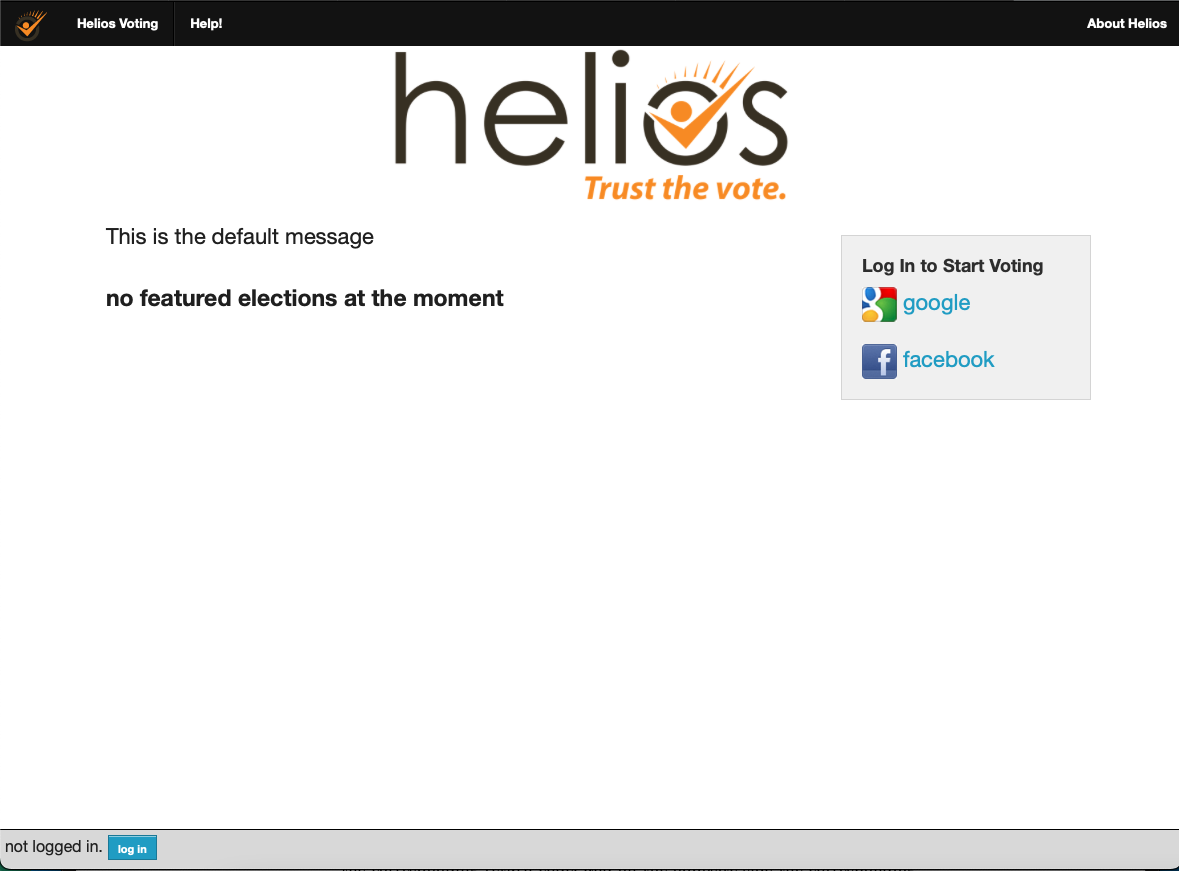 Helios Voting Help! About Helios
helios
Trust the vote.
This is the default message
no featured elections at the moment
Log In to Start Voting
google
facebook
not logged in. log in